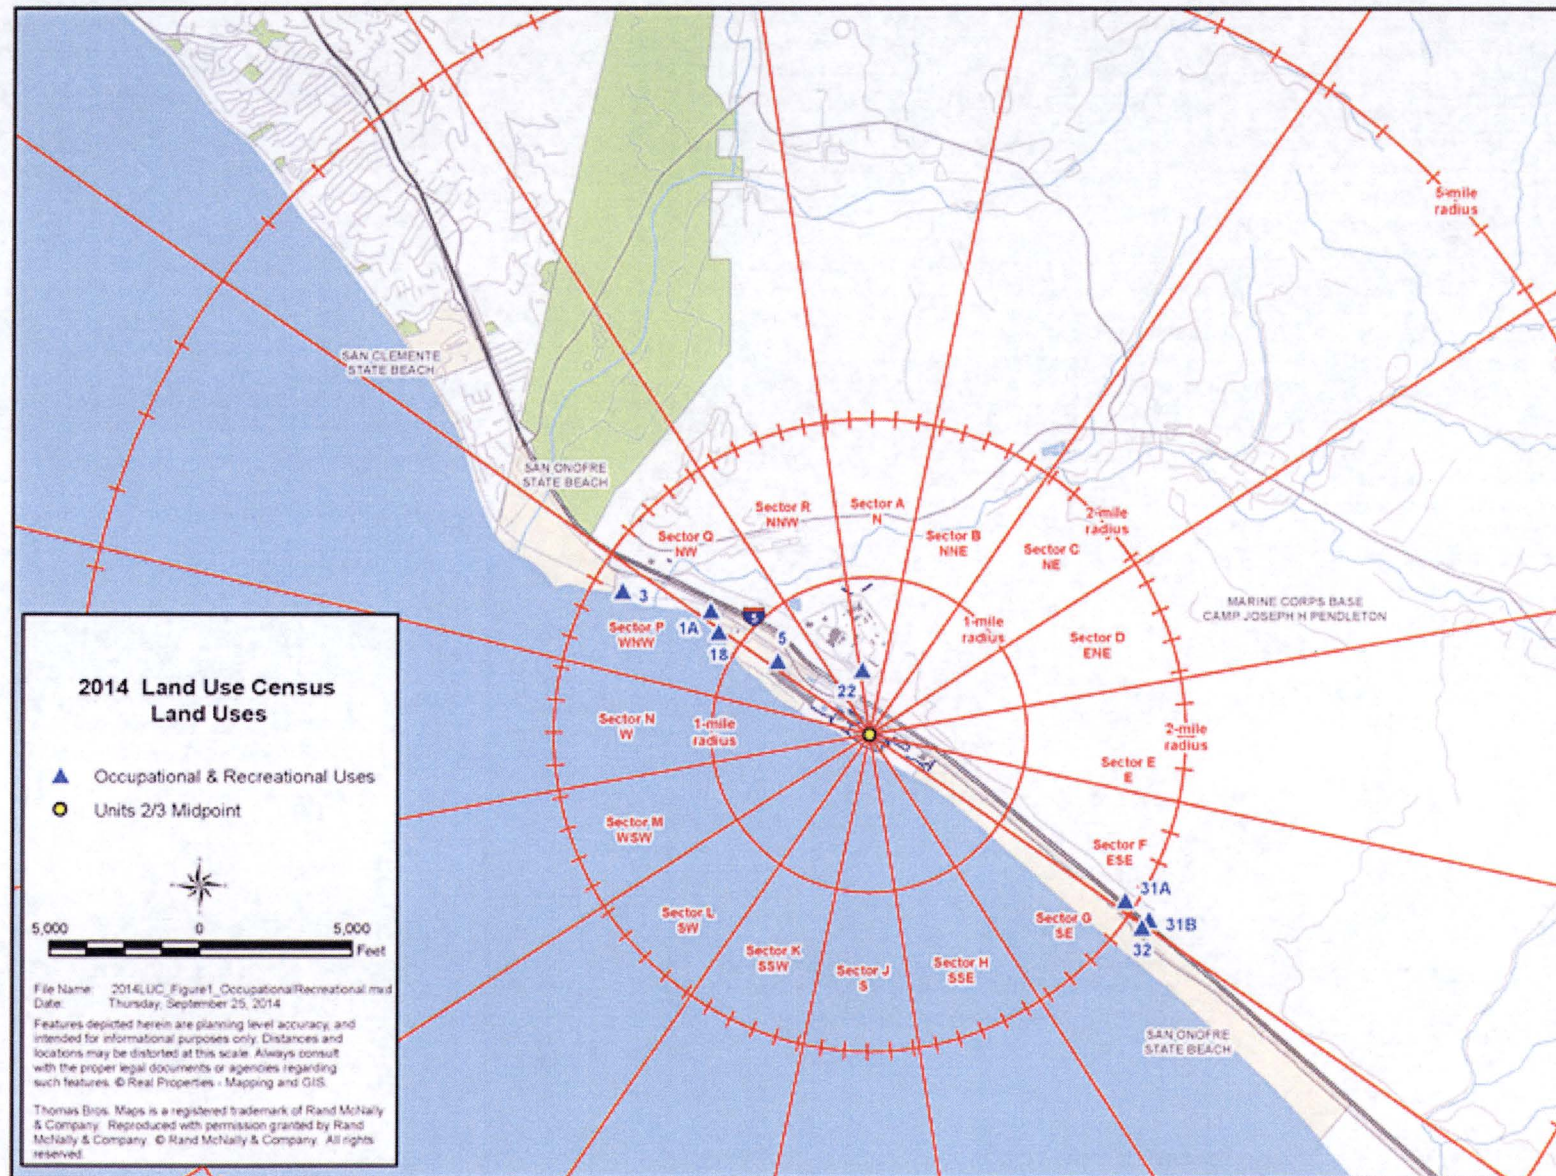 5-mile
radius
SAN CLEMENTE
STATE BEACH
SAN ONOFRE
STATE BEACH
Sector R
NNW
Sector A
N
Sector Q
NW
Sector B
NNE
Sector C
NE
2-mile
radius
MARINE CORPS BASE
CAMP JOSEPH H PENDLETON
3
1A
5
5
1-mile
radius
Sector P
WNW
18
Sector D
ENE
22
Sector N
W
1-mile
radius
2-mile
radius
Sector E
E
Sector M
WSW
Sector F
ESE
31A
31B
32
Sector L
SW
Sector G
SE
Sector K
SSW
Sector J
S
Sector H
SSE
SAN ONOFRE
STATE BEACH
2014 Land Use Census
Land Uses
Occupational & Recreational Uses
Units 2/3 Midpoint
5,000 0 5,000
Feet
File Name: 2014LUC_Figure1_OccupationalRecreational.mxd
Date: Thursday, September 25, 2014
Features depicted herein are planning level accuracy, and
intended for informational purposes only. Distances and
locations may be distorted at this scale. Always consult
with the proper legal documents or agencies regarding
such features. © Real Properties - Mapping and GIS.
Thomas Bros. Maps is a registered trademark of Rand McNally
& Company. Reproduced with permission granted by Rand
McNally & Company. © Rand McNally & Company. All rights
reserved.